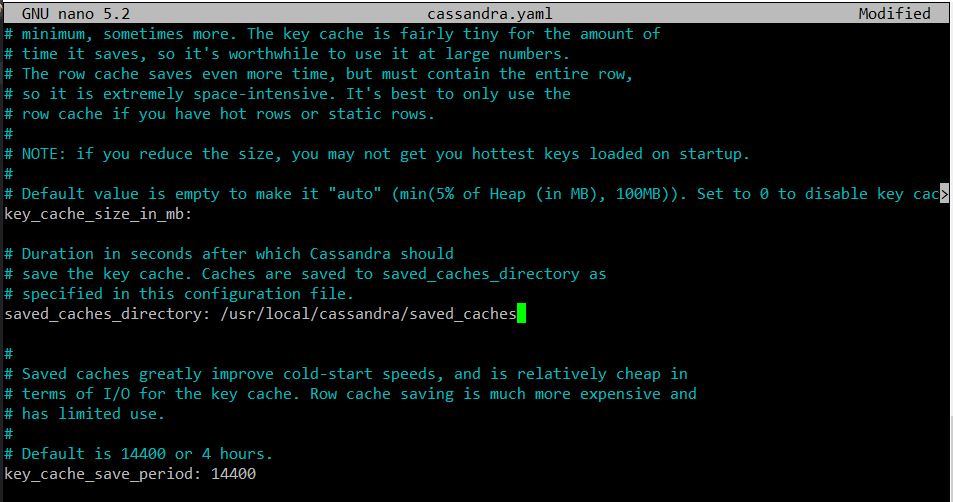 GNU nano 5.2 cassandra.yaml Modified
# minimum, sometimes more. The key cache is fairly tiny for the amount of
# time it saves, so it's worthwhile to use it at large numbers.
# The row cache saves even more time, but must contain the entire row,
# so it is extremely space-intensive. It's best to only use the
# row cache if you have hot rows or static rows.
#
# NOTE: if you reduce the size, you may not get you hottest keys loaded on startup.
#
# Default value is empty to make it "auto" (min(5% of Heap (in MB), 100MB)). Set to 0 to disable key cac>
key_cache_size_in_mb:
# Duration in seconds after which Cassandra should
# save the key cache. Caches are saved to saved_caches_directory as
# specified in this configuration file.
saved_caches_directory: /usr/local/cassandra/saved_caches
#
# Saved caches greatly improve cold-start speeds, and is relatively cheap in
# terms of I/O for the key cache. Row cache saving is much more expensive and
# has limited use.
#
# Default is 14400 or 4 hours.
key_cache_save_period: 14400